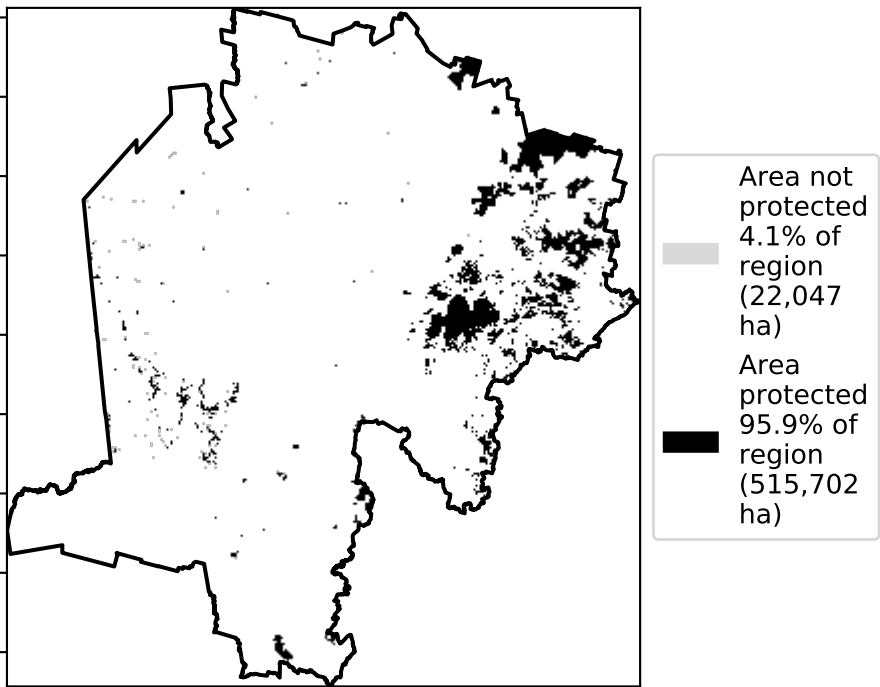 Area not
protected
4.1% of
region
(22,047
ha)
Area
protected
95.9% of
region
(515,702
ha)